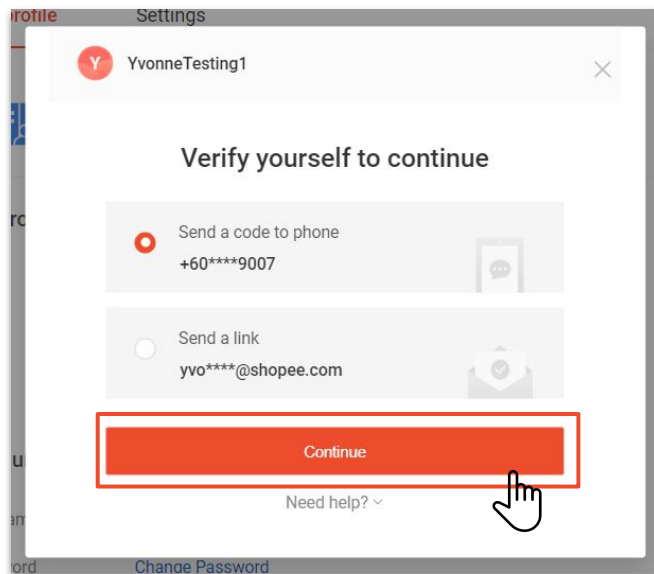 Settings
Y
YvonneTesting1
Verify yourself to continue
Send a code to phone
+60****9007
Send a link
yvo****@shopee.com
Continue
Need help?
Change Password